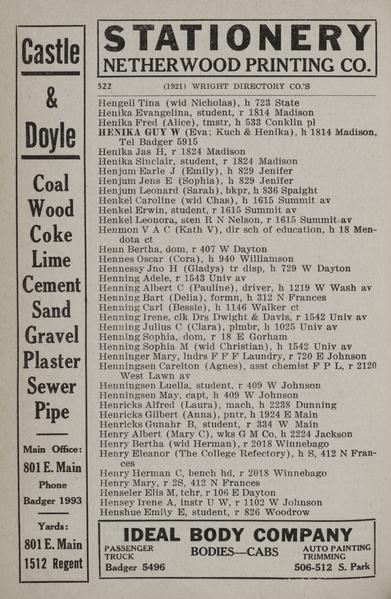 Castle
&
Doyle
Coal
Wood
Coke
Lime
Cement
Sand
Gravel
Plaster
Sewer
Pipe
Main Office:
801 E. Main
Phone
Badger 1993
Yards:
801 E. Main
1512 Regent
STATIONERY
NETHERWOOD PRINTING CO.
522 (1921) WRIGHT DIRECTORY CO.'S
Hengell Tina (wid Nicholas), h 723 State
Henika Evangelina, student, r 1814 Madison
Henika Fred (Alice), tmstr, h 533 Conklin pl
HENIKA GUY W (Eva; Kuch & Henika), h 1814 Madison,
Tel Badger 5915
Henika Jas H, r 1824 Madison
Henika Sinclair, student, r 1824 Madison
Henjum Earle J (Emily), h 829 Jenifer
Henjum Jens E (Sophia), h 829 Jenifer
Henjum Leonard (Sarah), bkpr, h 836 Spaight
Henkel Caroline (wid Chas), h 1615 Summit av
Henkel Erwin, student, r 1615 Summit av
Henkel Leonora, sten R N Nelson, r 1615 Summit av
Henmon V A C (Kath V), dir sch of education, h 18 Men-
dota ct
Henn Bertha, dom, r 407 W Dayton
Hennes Oscar (Cora), h 940 Williamson
Hennessy Jno H (Gladys) tr disp, h 729 W Dayton
Henning Adele, r 1543 Univ av
Henning Albert C (Pauline), driver, h 1219 W Wash av
Henning Bart (Delia), formn, h 312 N Frances
Henning Carl (Bessie), h 1146 Walker ct
Henning Irene, clk Drs Dwight & Davis, r 1542 Univ av
Henning Julius C (Clara), plmbr, h 1025 Univ av
Henning Sophia, dom, r 18 E Gorham
Henning Sophia M (wid Christian), h 1542 Univ av
Henninger Mary, lndrs F F F Laundry, r 720 E Johnson
Henningsen Carelton (Agnes), asst chemist F P L, r 2120
West Lawn av
Henningsen Luella, student, r 409 W Johnson
Henningsen May, capt, h 409 W Johnson
Henricks Alfred (Laura), mach, h 2238 Dunning
Henricks Gilbert (Anna), pntr, h 1924 E Main
Henricks Gunahr B, student, r 334 W Main
Henry Albert (Mary C), wks G M Co, h 2224 Jackson
Henry Bertha (wid Herman), r 2018 Winnebago
Henry Eleanor (The College Refectory), h S, 412 N Fran-
ces
Henry Herman C, bench hd, r 2018 Winnebago
Henry Mary, r 2S, 412 N Frances
Henseler Elis M, tchr, r 106 E Dayton
Hensey Irene A, instr U W, r 1102 W Johnson
Henshue Emily E, student, r 826 Woodrow
IDEAL BODY COMPANY
PASSENGER
TRUCK
BODIES—CABS
AUTO PAINTING
TRIMMING
Badger 5496
506-512 S. Park